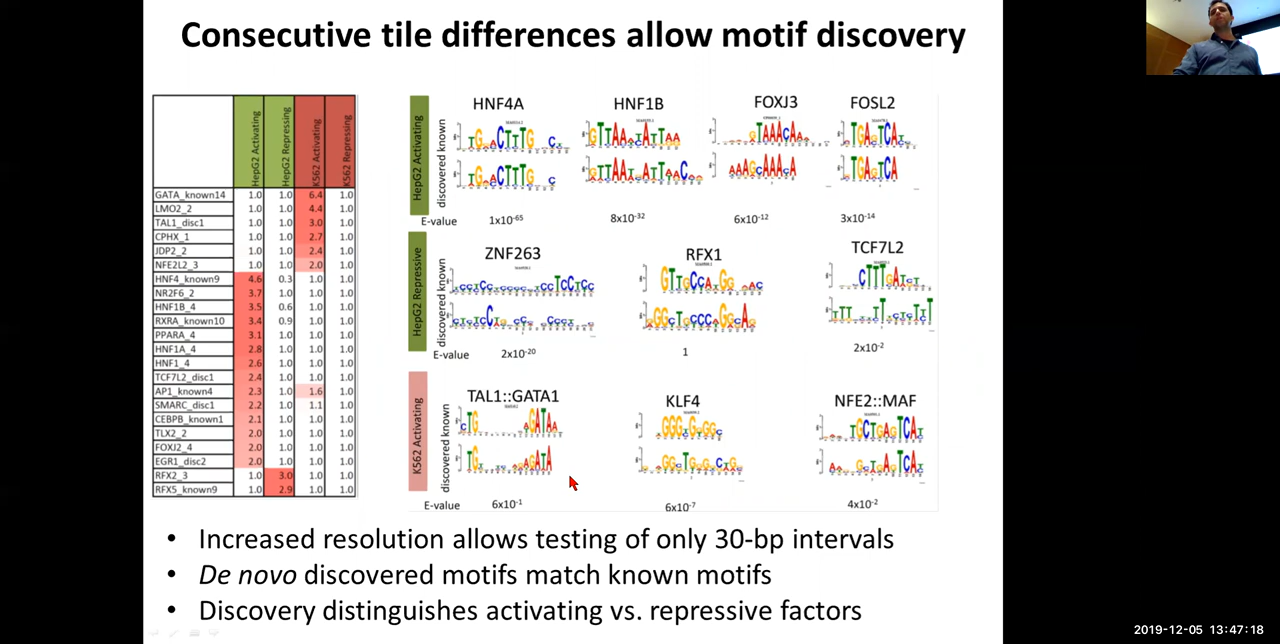 Consecutive tile differences allow motif discovery
HepG2 Activating HepG2 Repressing K562 Activating K562 Repressing
GATA_known14 1.0 1.0 6.4 1.0
LMO2_2 1.0 1.0 4.4 1.0
TAL1_disc1 1.0 1.0 3.0 1.0
CPHX_1 1.0 1.0 2.7 1.0
JDP2_2 1.0 1.0 2.4 1.0
NFE2L2_3 1.0 1.0 2.0 1.0
HNF4_known9 4.6 0.3 1.0 1.0
NR2F6_2 3.7 1.0 1.0 1.0
HNF1B_4 3.5 0.6 1.0 1.0
RXRA_known10 3.4 0.9 1.0 1.0
PPARA_4 3.1 1.0 1.0 1.0
HNF1A_4 2.8 1.0 1.0 1.0
HNF1_4 2.6 1.0 1.0 1.0
TCF7L2_disc1 2.4 1.0 1.0 1.0
AP1_known4 2.3 1.0 1.6 1.0
SMARC_disc1 2.2 1.0 1.1 1.0
CEBPB_known1 2.1 1.0 1.0 1.0
TLX2_2 2.0 1.0 1.0 1.0
FOXJ2_4 2.0 1.0 1.0 1.0
EGR1_disc2 2.0 1.0 1.0 1.0
RFX2_3 1.0 3.0 1.0 1.0
RFX5_known9 1.0 2.9 1.0 1.0
HepG2 Activating
discovered known
HNF4A HNF1B FOXJ3 FOSL2
E-value 1x10⁻⁶⁵ 8x10⁻³² 6x10⁻¹² 3x10⁻¹⁴
HepG2 Repressive
discovered known
ZNF263 RFX1 TCF7L2
E-value 2x10⁻²⁰ 1 2x10⁻²
K562 Activating
discovered known
TAL1::GATA1 KLF4 NFE2::MAF
E-value 6x10⁻¹ 6x10⁻⁷ 4x10⁻²
• Increased resolution allows testing of only 30-bp intervals
• De novo discovered motifs match known motifs
• Discovery distinguishes activating vs. repressive factors
2019-12-05 13:47:18